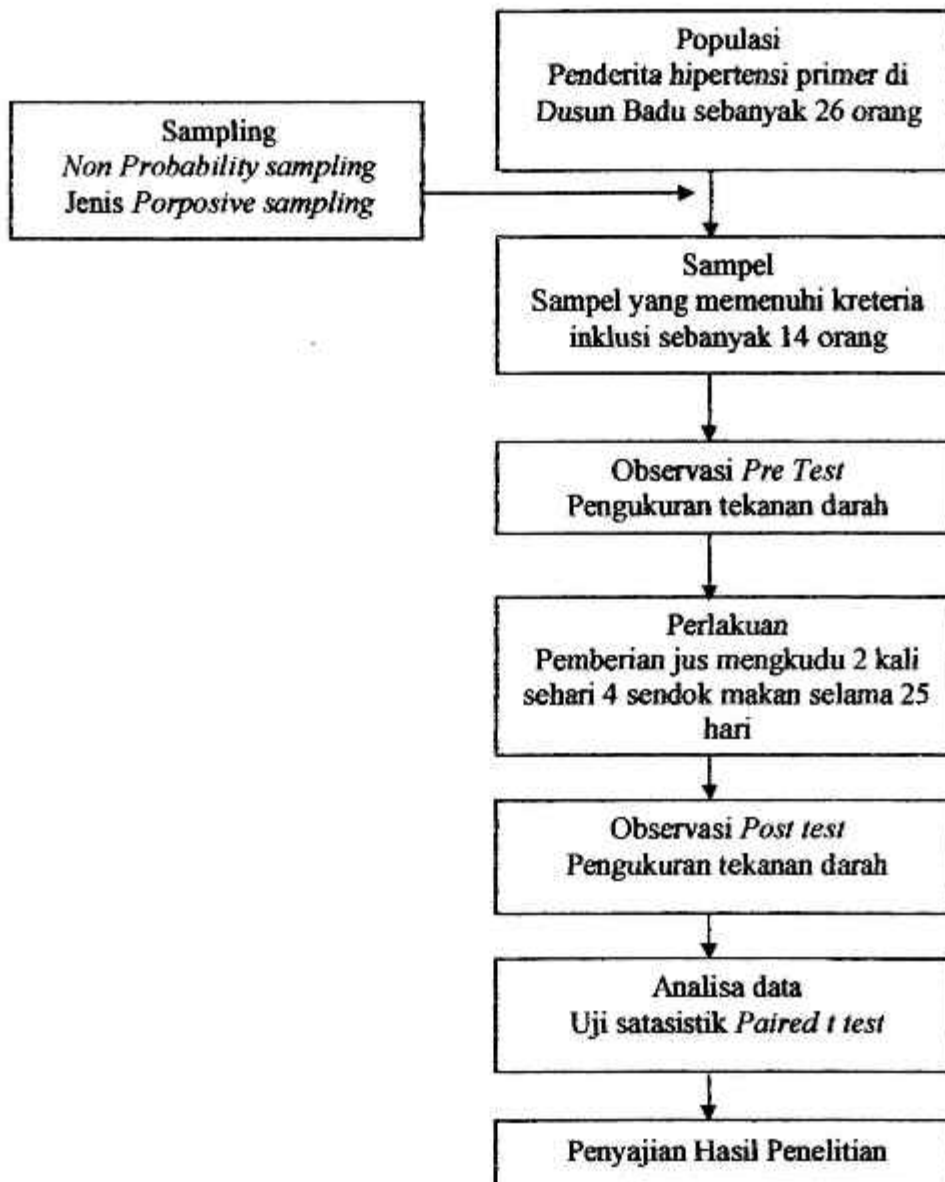 Populasi
Penderita hipertensi primer di
Dusun Badu sebanyak 26 orang
Sampling
Non Probability sampling
Jenis Porposive sampling
Sampel
Sampel yang memenuhi kreteria
inklusi sebanyak 14 orang
Observasi Pre Test
Pengukuran tekanan darah
Perlakuan
Pemberian jus mengkudu 2 kali
sehari 4 sendok makan selama 25
hari
Observasi Post test
Pengukuran tekanan darah
Analisa data
Uji satasistik Paired t test
Penyajian Hasil Penelitian